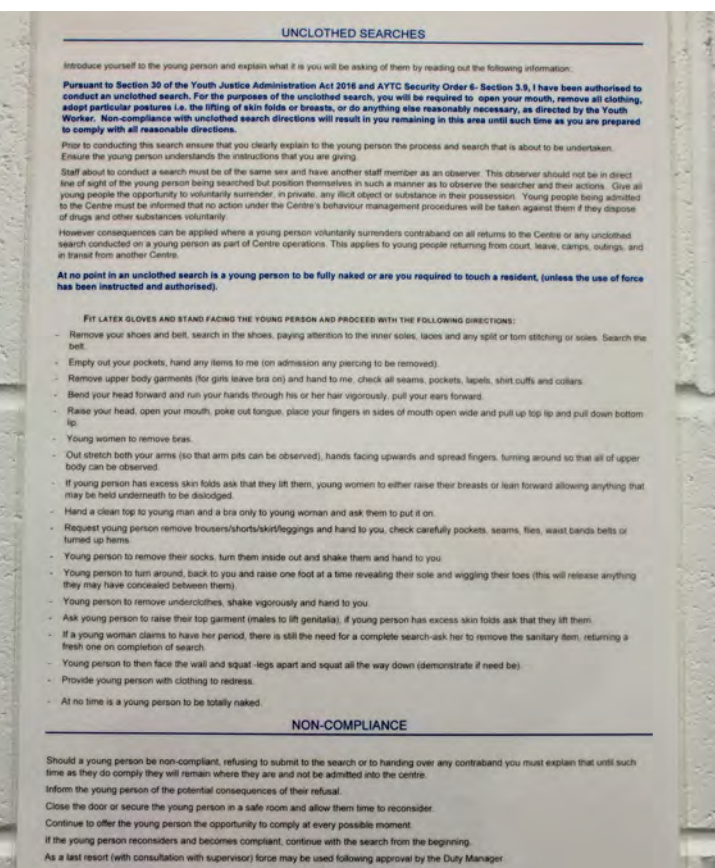 UNCLOTHED SEARCHES
Introduce yourself to the young person and explain what it is you will be asking of them by reading out the following information:
Pursuant to Section 30 of the Youth Justice Administration Act 2016 and AYTC Security Order 6- Section 3.9, I have been authorised to
conduct an unclothed search. For the purposes of the unclothed search, you will be required to open your mouth, remove all clothing,
adopt particular postures i.e. the lifting of skin folds or breasts, or do anything else reasonably necessary, as directed by the Youth
Worker. Non-compliance with unclothed search directions will result in you remaining in this area until such time as you are prepared
to comply with all reasonable directions.
Prior to conducting this search ensure that you clearly explain to the young person the process and search that is about to be undertaken.
Ensure the young person understands the instructions that you are giving.
Staff about to conduct a search must be of the same sex and have another staff member as an observer. This observer should not be in direct
line of sight of the young person being searched but position themselves in such a manner as to observe the searcher and their actions. Give all
young people the opportunity to voluntarily surrender, in private, any illicit object or substance in their possession. Young people being admitted
to the Centre must be informed that no action under the Centre's behaviour management procedures will be taken against them if they dispose
of drugs and other substances voluntarily.
However consequences can be applied where a young person voluntarily surrenders contraband on all returns to the Centre or any unclothed
search conducted on a young person as part of Centre operations. This applies to young people returning from court, leave, camps, outings, and
in transit from another Centre.
At no point in an unclothed search is a young person to be fully naked or are you required to touch a resident, (unless the use of force
has been instructed and authorised).
FIT LATEX GLOVES AND STAND FACING THE YOUNG PERSON AND PROCEED WITH THE FOLLOWING DIRECTIONS:
- Remove your shoes and belt, search in the shoes, paying attention to the inner soles, laces and any split or torn stitching or soles. Search the
belt.
- Empty out your pockets, hand any items to me (on admission any piercing to be removed).
- Remove upper body garments (for girls leave bra on) and hand to me, check all seams, pockets, lapels, shirt cuffs and collars.
- Bend your head forward and run your hands through his or her hair vigorously, pull your ears forward.
- Raise your head, open your mouth, poke out tongue, place your fingers in sides of mouth open wide and pull up top lip and pull down bottom
lip.
- Young women to remove bras.
- Out stretch both your arms (so that arm pits can be observed), hands facing upwards and spread fingers, turning around so that all of upper
body can be observed.
- If young person has excess skin folds ask that they lift them, young women to either raise their breasts or lean forward allowing anything that
may be held underneath to be dislodged.
- Hand a clean top to young man and a bra only to young woman and ask them to put it on.
- Request young person remove trousers/shorts/skirt/leggings and hand to you, check carefully pockets, seams, flies, waist bands belts or
turned up hems.
- Young person to remove their socks, turn them inside out and shake them and hand to you.
- Young person to turn around, back to you and raise one foot at a time revealing their sole and wiggling their toes (this will release anything
they may have concealed between them).
- Young person to remove underclothes, shake vigorously and hand to you.
- Ask young person to raise their top garment (males to lift genitalia), if young person has excess skin folds ask that they lift them.
- If a young woman claims to have her period, there is still the need for a complete search-ask her to remove the sanitary item, returning a
fresh one on completion of search.
- Young person to then face the wall and squat -legs apart and squat all the way down (demonstrate if need be).
- Provide young person with clothing to redress.
- At no time is a young person to be totally naked.
NON-COMPLIANCE
Should a young person be non-compliant, refusing to submit to the search or to handing over any contraband you must explain that until such
time as they do comply they will remain where they are and not be admitted into the centre.
Inform the young person of the potential consequences of their refusal.
Close the door or secure the young person in a safe room and allow them time to reconsider.
Continue to offer the young person the opportunity to comply at every possible moment.
If the young person reconsiders and becomes compliant, continue with the search from the beginning.
As a last resort (with consultation with supervisor) force may be used following approval by the Duty Manager.